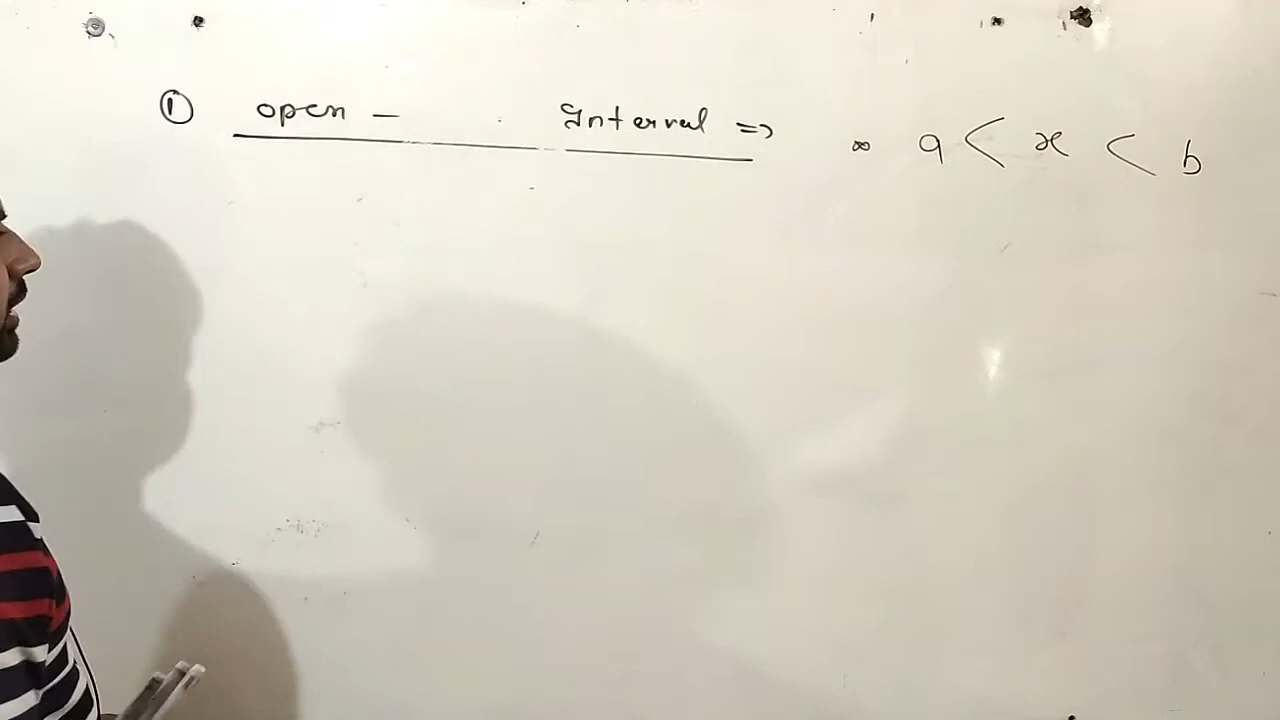 ① open - Interval => ∞ a < x < b